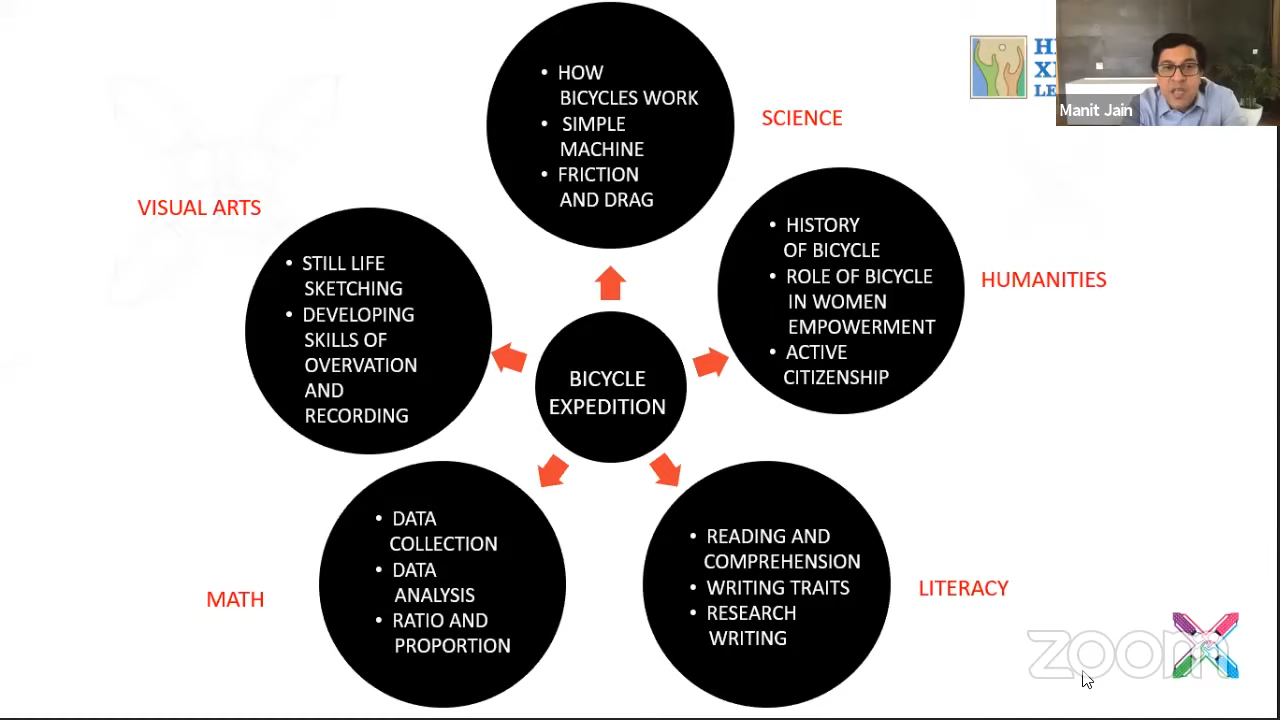 • HOW
BICYCLES WORK
• SIMPLE
MACHINE
• FRICTION
AND DRAG
SCIENCE
Manit Jain
VISUAL ARTS
• STILL LIFE
SKETCHING
• DEVELOPING
SKILLS OF
OVERVATION
AND
RECORDING
• HISTORY
OF BICYCLE
• ROLE OF BICYCLE
IN WOMEN
EMPOWERMENT
• ACTIVE
CITIZENSHIP
HUMANITIES
BICYCLE
EXPEDITION
MATH
• DATA
COLLECTION
• DATA
ANALYSIS
• RATIO AND
PROPORTION
• READING AND
COMPREHENSION
• WRITING TRAITS
• RESEARCH
WRITING
LITERACY
zoom